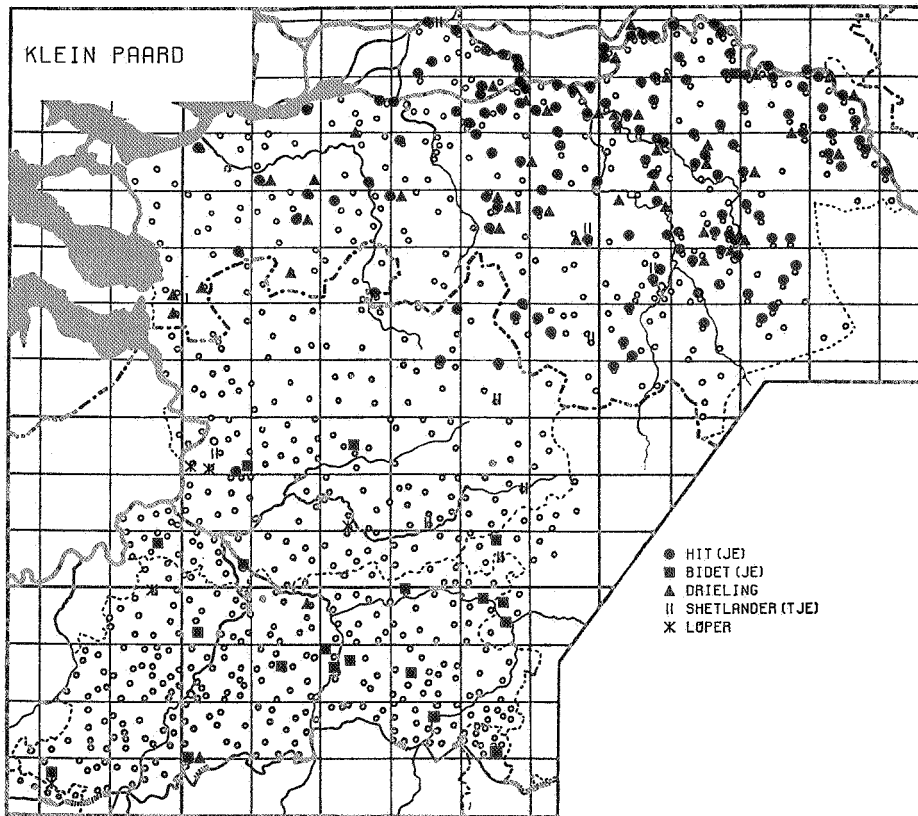 KLEIN PAARD
HIT (JE)
BIDET (JE)
DRIELING
SHETLANDER (TJE)
LØPER